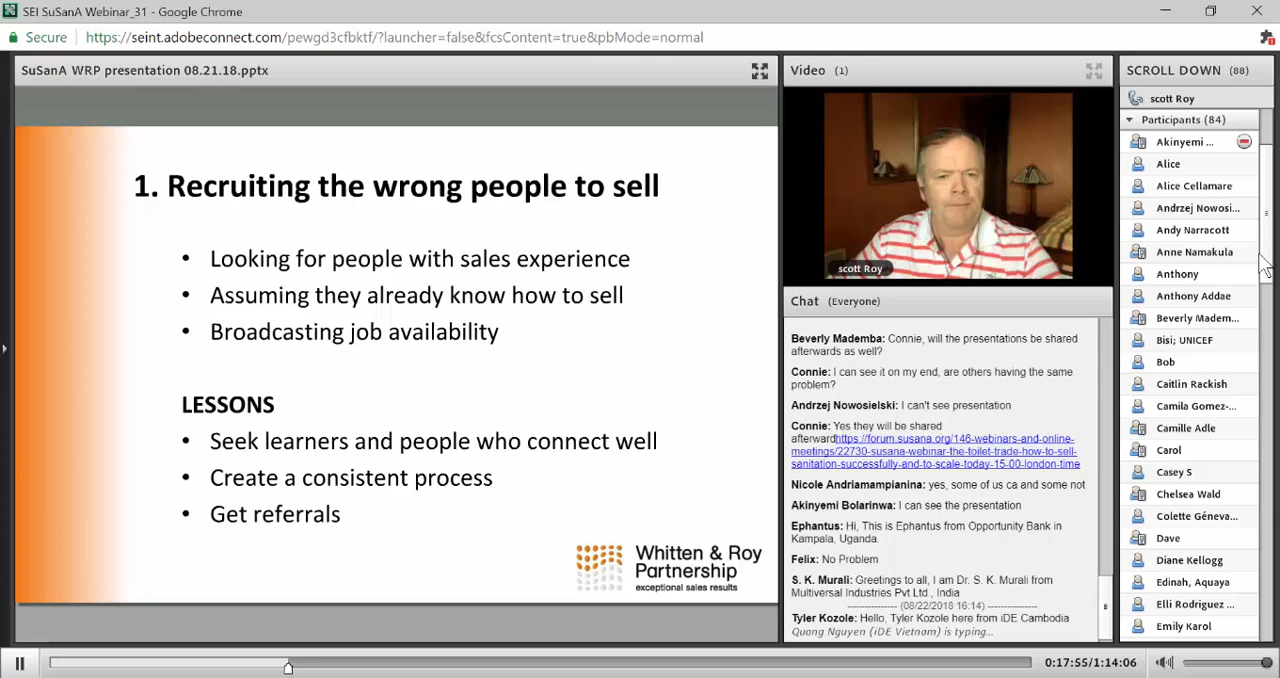 SEI SuSanA Webinar_31 - Google Chrome
Secure
https://seint.adobeconnect.com/pewgd3cfbktf/?launcher=false&fcsContent=true&pbMode=normal
SuSanA WRP presentation 08.21.18.pptx
1. Recruiting the wrong people to sell
• Looking for people with sales experience
• Assuming they already know how to sell
• Broadcasting job availability
LESSONS
• Seek learners and people who connect well
• Create a consistent process
• Get referrals
Whitten & Roy
Partnership
exceptional sales results
Video (1)
scott Roy
Chat (Everyone)
Beverly Mademba: Connie, will the presentations be shared
afterwards as well?
Connie: I can see it on my end, are others having the same
problem?
Andrzej Nowosielski: I can't see presentation
Connie: Yes they will be shared
afterwardhttps://forum.susana.org/146-webinars-and-online-
meetings/22730-susana-webinar-the-toilet-trade-how-to-sell-
sanitation-successfully-and-to-scale-today-15-00-london-time
Nicole Andriamampianina: yes, some of us ca and some not
Akinyemi Bolarinwa: I can see the presentation
Ephantus: Hi, This is Ephantus from Opportunity Bank in
Kampala, Uganda.
Felix: No Problem
S. K. Murali: Greetings to all, I am Dr. S. K. Murali from
Multiversal Industries Pvt Ltd., India
--------------- (08/22/2018 16:14) ---------------
Tyler Kozole: Hello, Tyler Kozole here from iDE Cambodia
Quang Nguyen (iDE Vietnam) is typing...
SCROLL DOWN (88)
scott Roy
Participants (84)
Akinyemi ...
Alice
Alice Cellamare
Andrzej Nowosi...
Andy Narracott
Anne Namakula
Anthony
Anthony Addae
Beverly Madem...
Bisi; UNICEF
Bob
Caitlin Rackish
Camila Gomez-...
Camille Adle
Carol
Casey S
Chelsea Wald
Colette Géneva...
Dave
Diane Kellogg
Edinah, Aquaya
Elli Rodriguez ...
Emily Karol
0:17:55/1:14:06